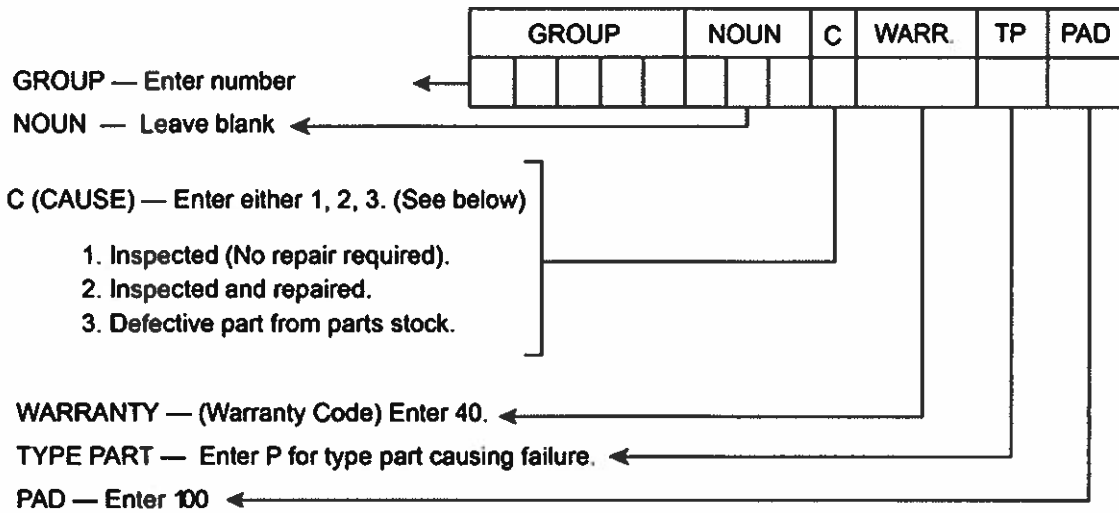 GROUP NOUN C WARR. TP PAD
GROUP — Enter number
NOUN — Leave blank
C (CAUSE) — Enter either 1, 2, 3. (See below)
1. Inspected (No repair required).
2. Inspected and repaired.
3. Defective part from parts stock.
WARRANTY — (Warranty Code) Enter 40.
TYPE PART — Enter P for type part causing failure.
PAD — Enter 100